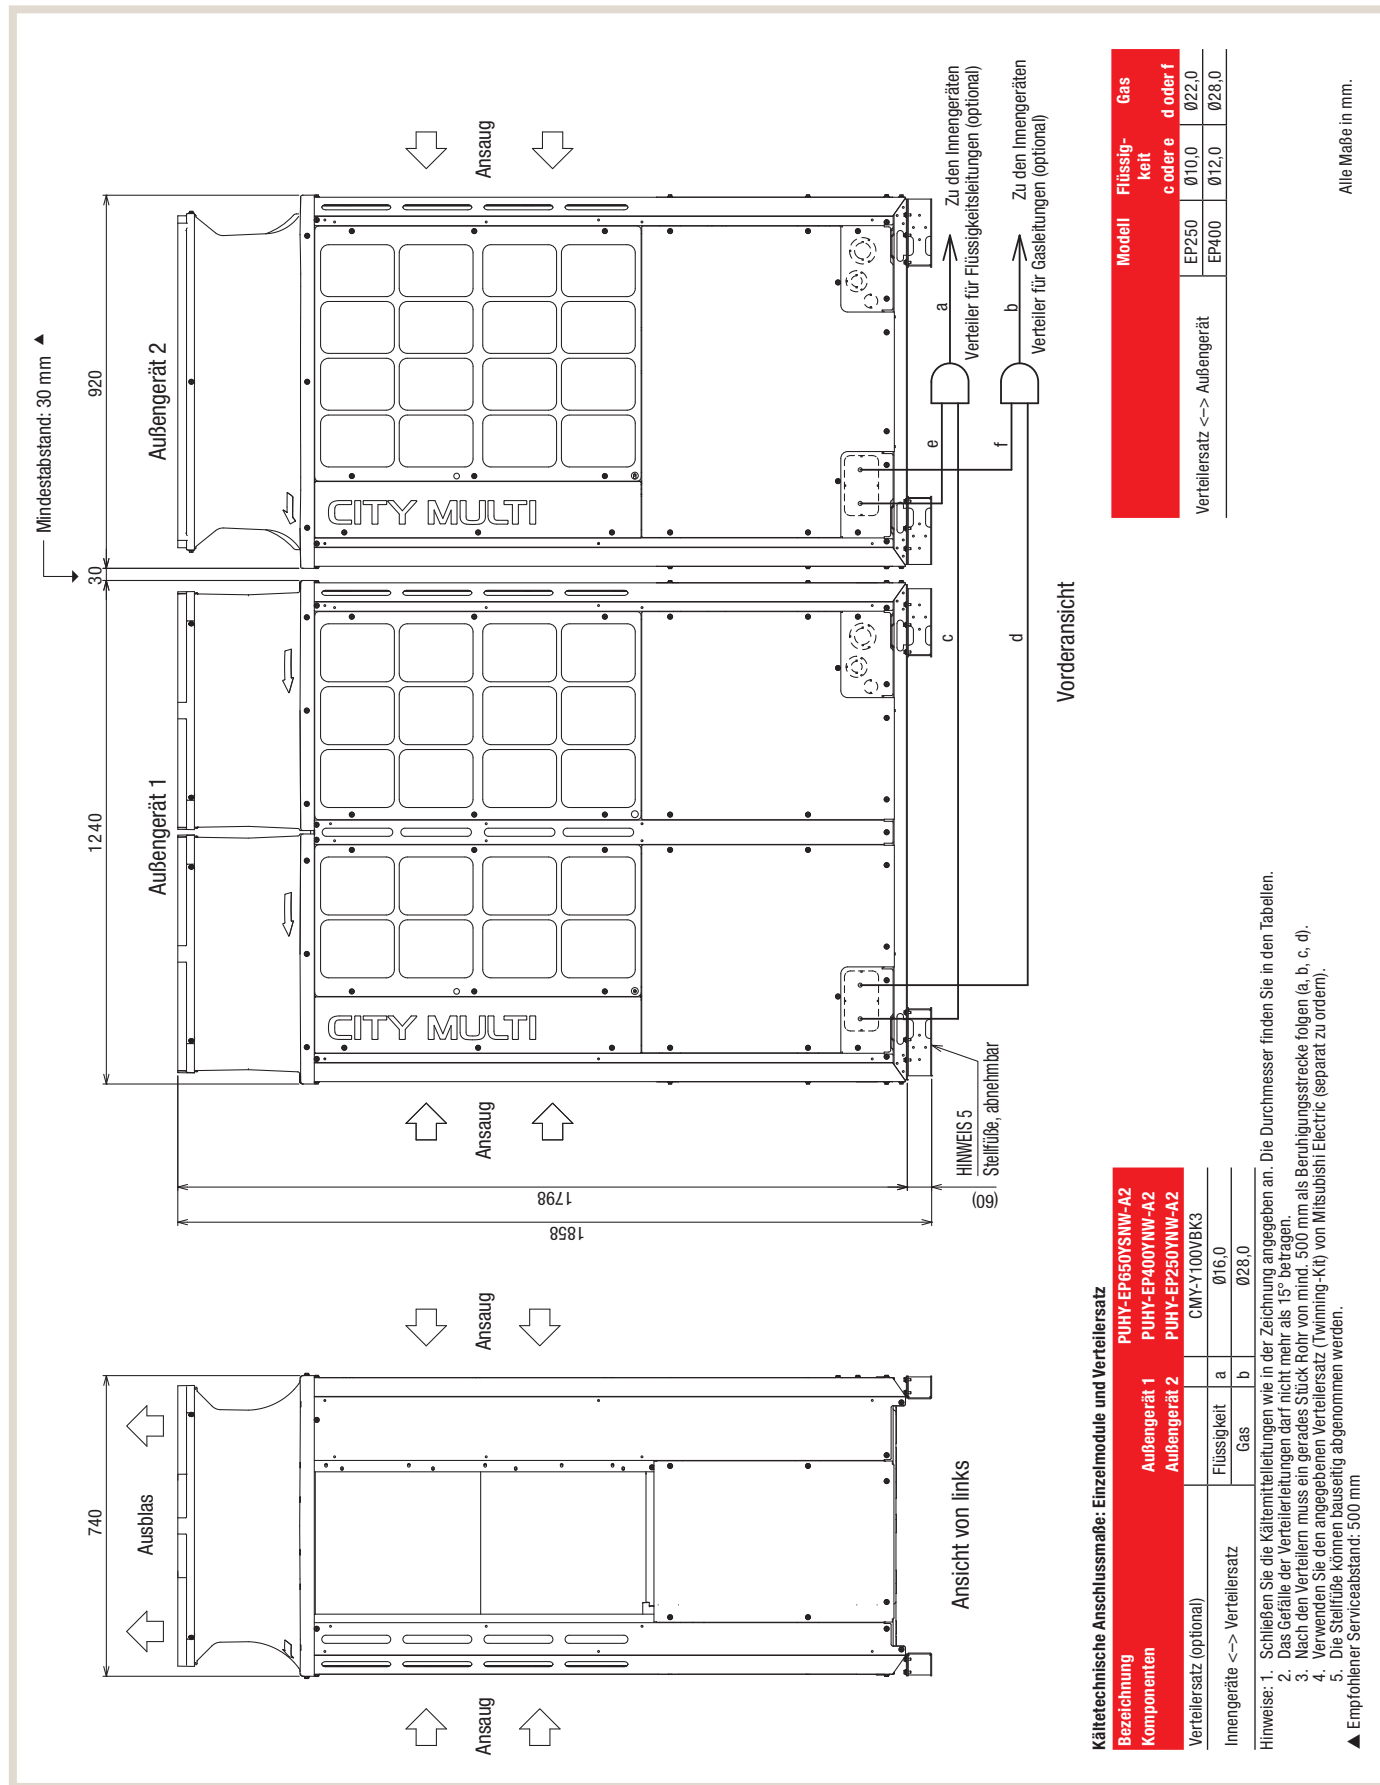 740
Ausblas
Ansaug
Ansaug
Ansicht von links
1858
1798
(60)
HINWEIS 5
Stellfüße, abnehmbar
Mindestabstand: 30 mm ▲
1240
30
920
Außengerät 1
Außengerät 2
Ansaug
Ansaug
CITY MULTI
CITY MULTI
c
d
e
f
a
b
Zu den Innengeräten
Verteiler für Flüssigkeitsleitungen (optional)
Zu den Innengeräten
Verteiler für Gasleitungen (optional)
Vorderansicht
Kältetechnische Anschlussmaße: Einzelmodule und Verteilersatz
Bezeichnung PUHY-EP650YSNW-A2
Komponenten Außengerät 1 PUHY-EP400YNW-A2
Außengerät 2 PUHY-EP250YNW-A2
Verteilersatz (optional) CMY-Y100VBK3
Innengeräte <–> Verteilersatz Flüssigkeit a Ø16,0
Gas b Ø28,0
Modell Flüssig- Gas
keit
c oder e d oder f
Verteilersatz <–> Außengerät EP250 Ø10,0 Ø22,0
EP400 Ø12,0 Ø28,0
Hinweise: 1. Schließen Sie die Kältemittelleitungen wie in der Zeichnung angegeben an. Die Durchmesser finden Sie in den Tabellen.
2. Das Gefälle der Verteilerleitungen darf nicht mehr als 15° betragen.
3. Nach den Verteilern muss ein gerades Stück Rohr von mind. 500 mm als Beruhigungsstrecke folgen (a, b, c, d).
4. Verwenden Sie den angegebenen Verteilersatz (Twinning-Kit) von Mitsubishi Electric (separat zu ordern).
5. Die Stellfüße können bauseitig abgenommen werden.
▲ Empfohlener Serviceabstand: 500 mm
Alle Maße in mm.